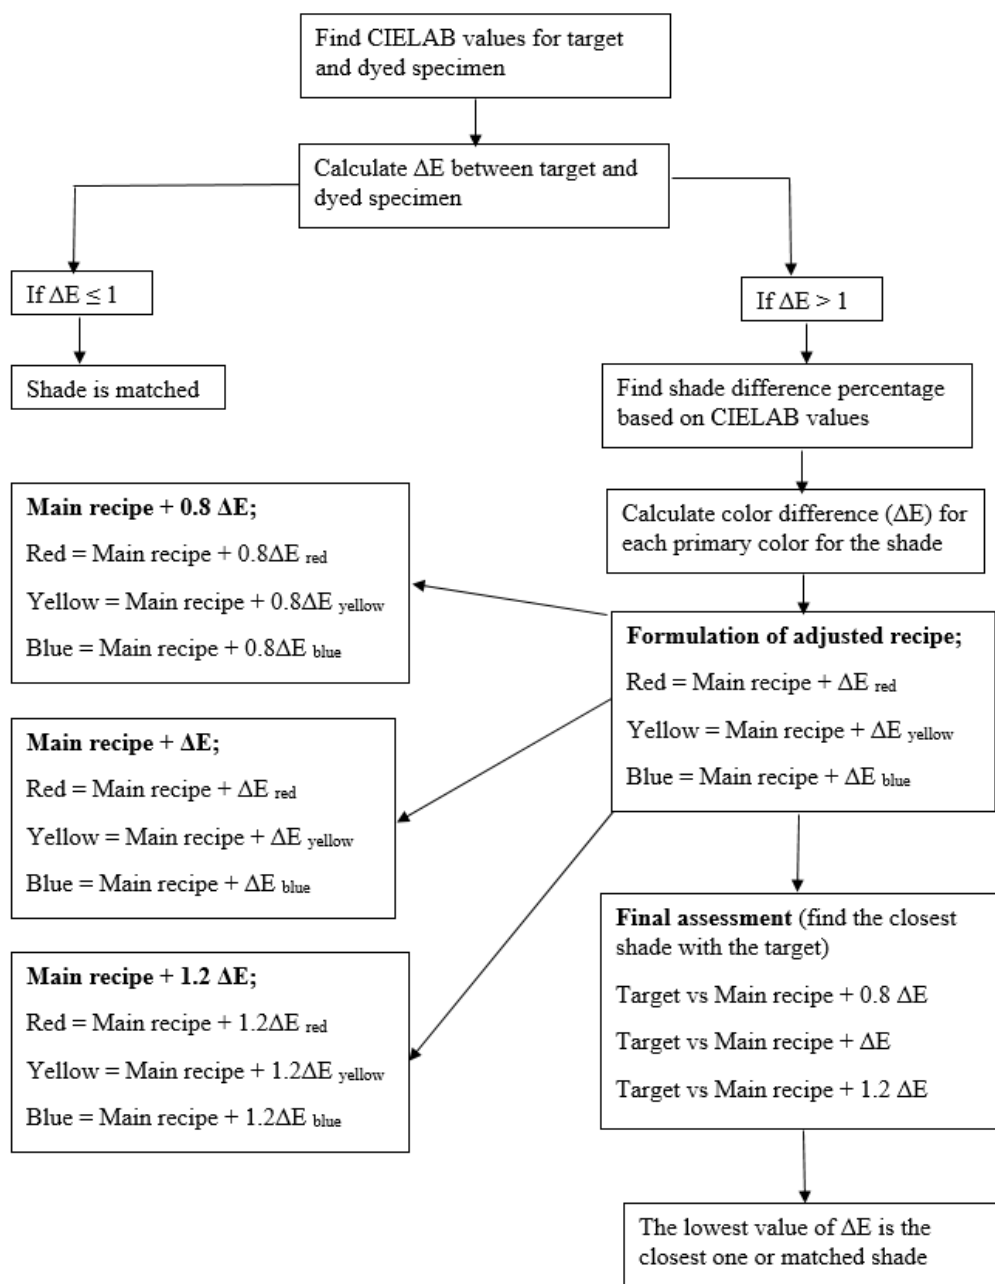 Find CIELAB values for target
and dyed specimen
Calculate ΔE between target and
dyed specimen
If ΔE ≤ 1
Shade is matched
If ΔE > 1
Find shade difference percentage
based on CIELAB values
Calculate color difference (ΔE) for
each primary color for the shade
Formulation of adjusted recipe;
Red = Main recipe + ΔE red
Yellow = Main recipe + ΔE yellow
Blue = Main recipe + ΔE blue
Main recipe + 0.8 ΔE;
Red = Main recipe + 0.8ΔE red
Yellow = Main recipe + 0.8ΔE yellow
Blue = Main recipe + 0.8ΔE blue
Main recipe + ΔE;
Red = Main recipe + ΔE red
Yellow = Main recipe + ΔE yellow
Blue = Main recipe + ΔE blue
Main recipe + 1.2 ΔE;
Red = Main recipe + 1.2ΔE red
Yellow = Main recipe + 1.2ΔE yellow
Blue = Main recipe + 1.2ΔE blue
Final assessment (find the closest
shade with the target)
Target vs Main recipe + 0.8 ΔE
Target vs Main recipe + ΔE
Target vs Main recipe + 1.2 ΔE
The lowest value of ΔE is the
closest one or matched shade